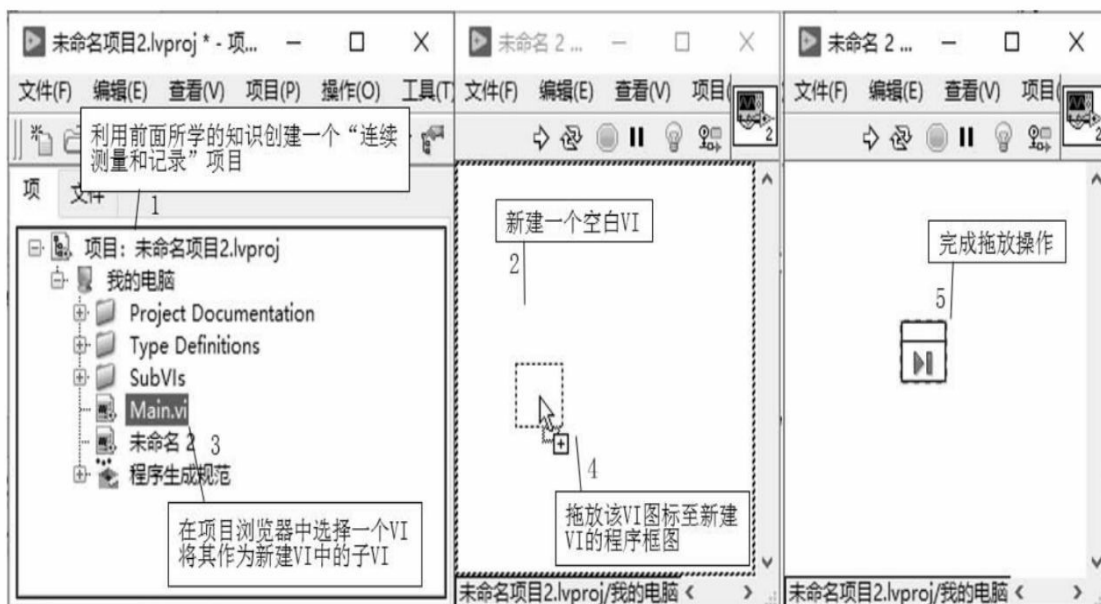 未命名项目2.lvproj * - 项...
文件(F) 编辑(E) 查看(V) 项目(P) 操作(O) 工具(T
利用前面所学的知识创建一个“连续
测量和记录”项目
项 文件
1
项目：未命名项目2.lvproj
我的电脑
Project Documentation
Type Definitions
SubVIs
Main.vi
未命名 2
3
程序生成规范
在项目浏览器中选择一个VI
将其作为新建VI中的子VI
未命名 2 ...
文件(F) 编辑(E) 查看(V) 项目(
2
新建一个空白VI
2
4
拖放该VI图标至新建
VI的程序框图
未命名项目2.lvproj/我的电脑
未命名 2 ...
文件(F) 编辑(E) 查看(V) 项目(
2
完成拖放操作
5
未命名项目2.lvproj/我的电脑